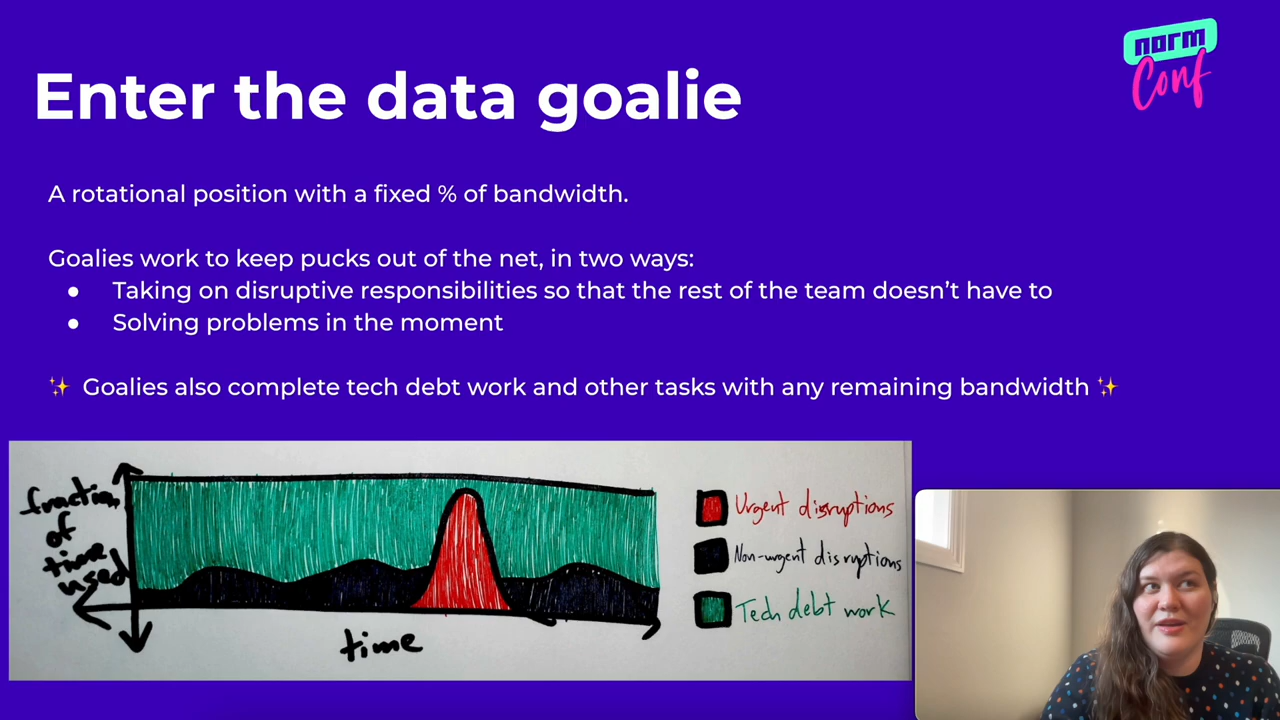 norm
Conf
Enter the data goalie
A rotational position with a fixed % of bandwidth.
Goalies work to keep pucks out of the net, in two ways:
● Taking on disruptive responsibilities so that the rest of the team doesn’t have to
● Solving problems in the moment
✨ Goalies also complete tech debt work and other tasks with any remaining bandwidth ✨
fraction
of
time
used
time
Urgent disruptions
Non-urgent disruptions
Tech debt work